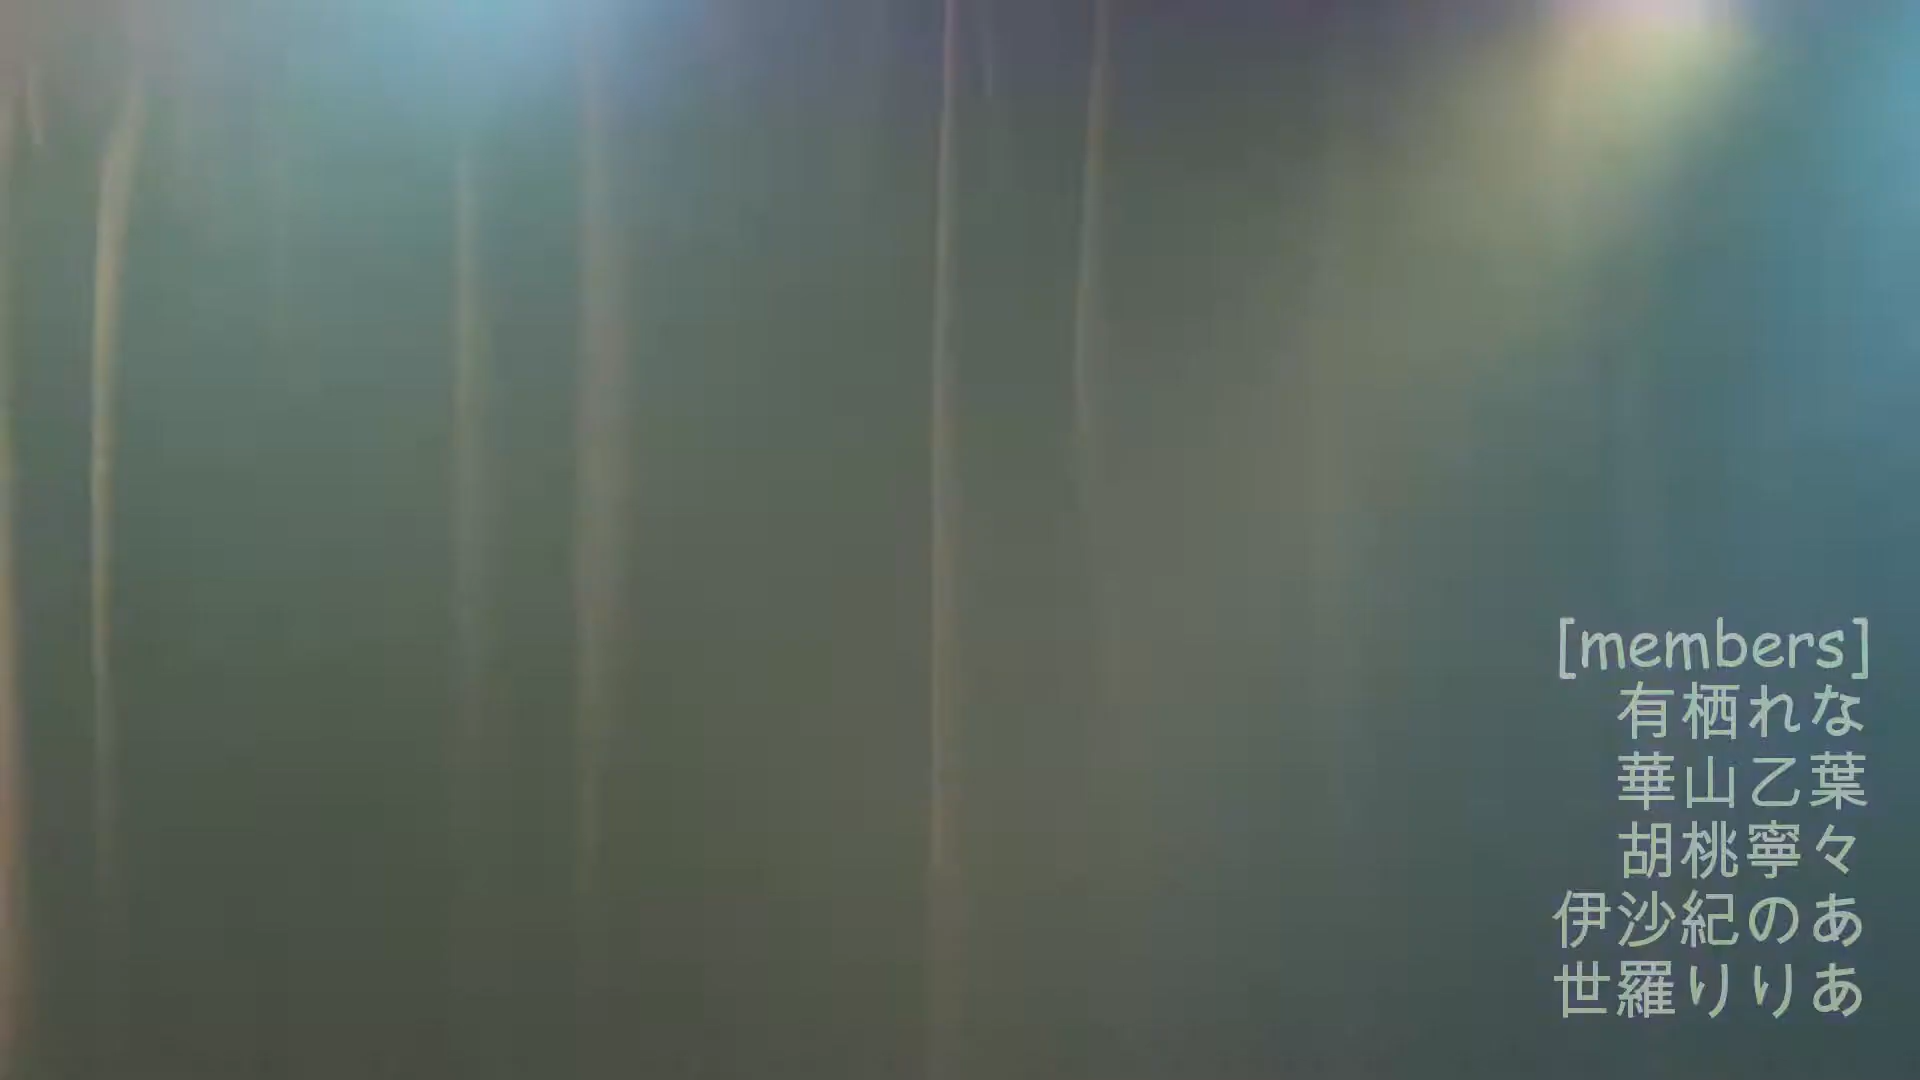 [members]
有栖れな
華山乙葉
胡桃寧々
伊沙紀のあ
世羅りりあ